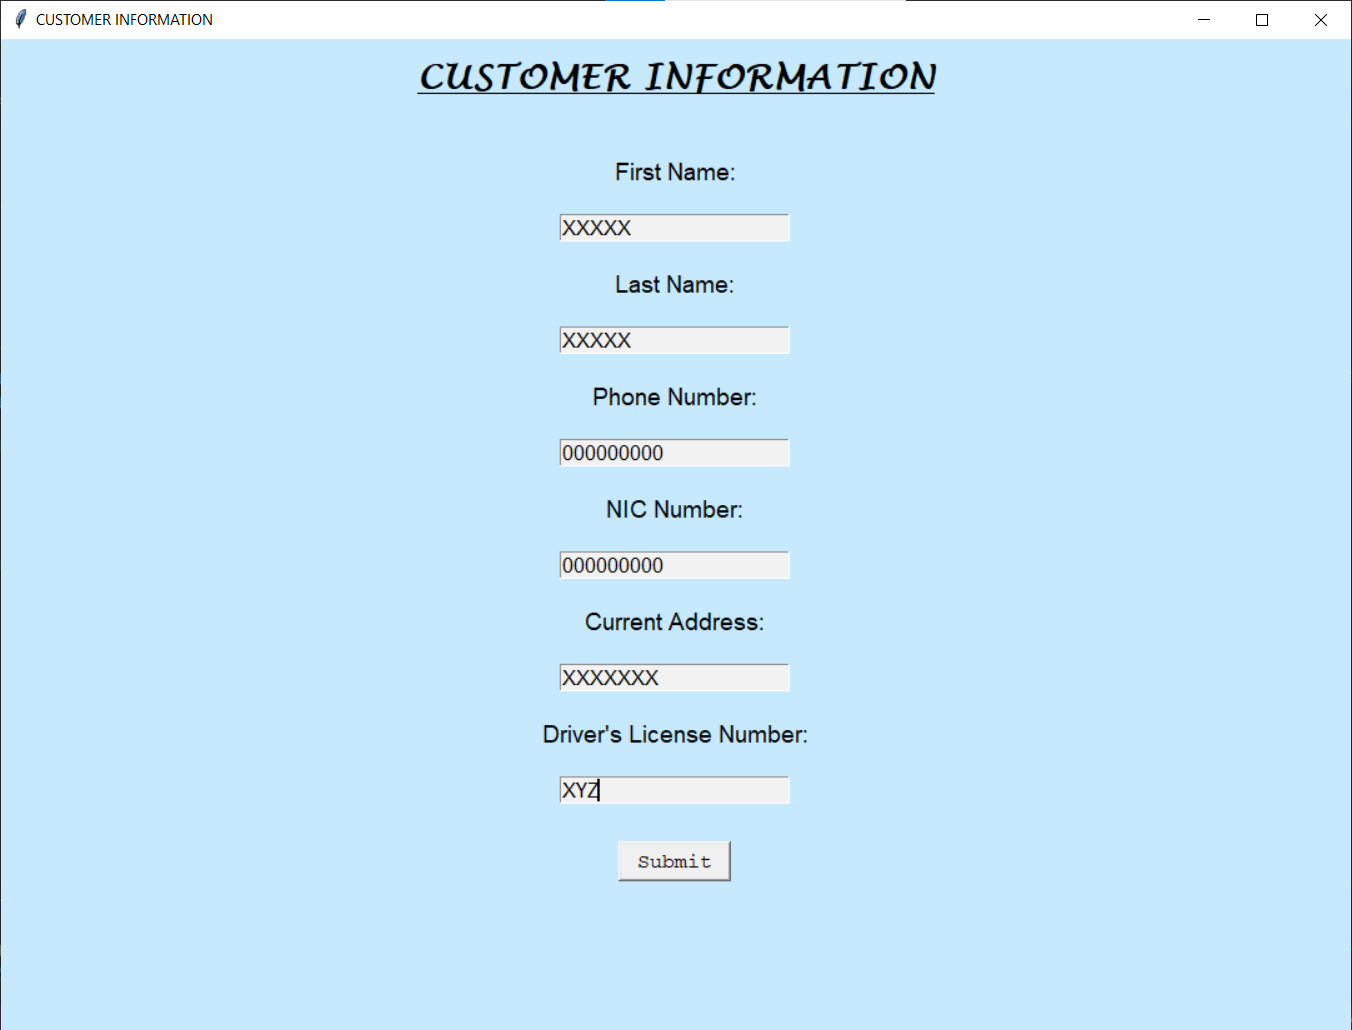 CUSTOMER INFORMATION
CUSTOMER INFORMATION
First Name:
XXXXX
Last Name:
XXXXX
Phone Number:
000000000
NIC Number:
000000000
Current Address:
XXXXXXX
Driver's License Number:
XYZ
Submit